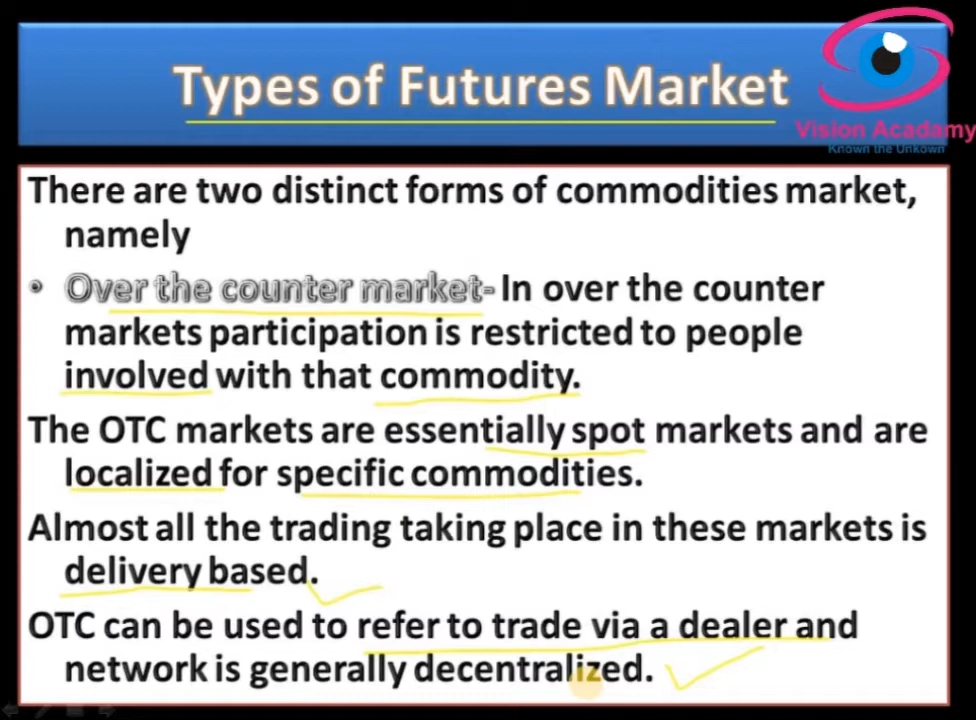 Types of Futures Market
Vision Acadamy
Known the Unkown
There are two distinct forms of commodities market,
namely
• Over the counter market- In over the counter
markets participation is restricted to people
involved with that commodity.
The OTC markets are essentially spot markets and are
localized for specific commodities.
Almost all the trading taking place in these markets is
delivery based.
OTC can be used to refer to trade via a dealer and
network is generally decentralized.